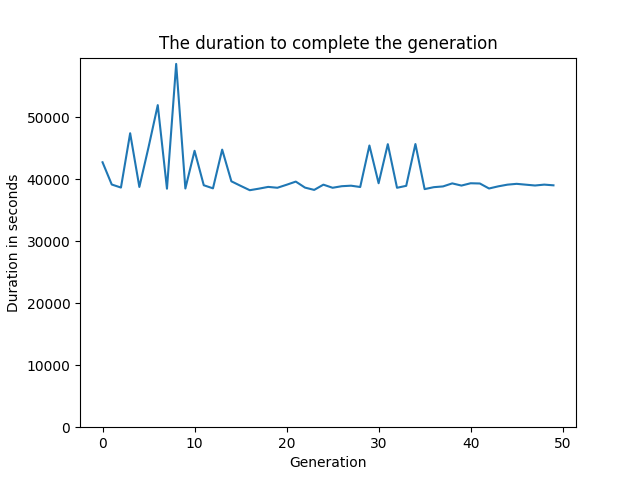 The duration to complete the generation
Duration in seconds
50000
40000
30000
20000
10000
0
0 10 20 30 40 50
Generation